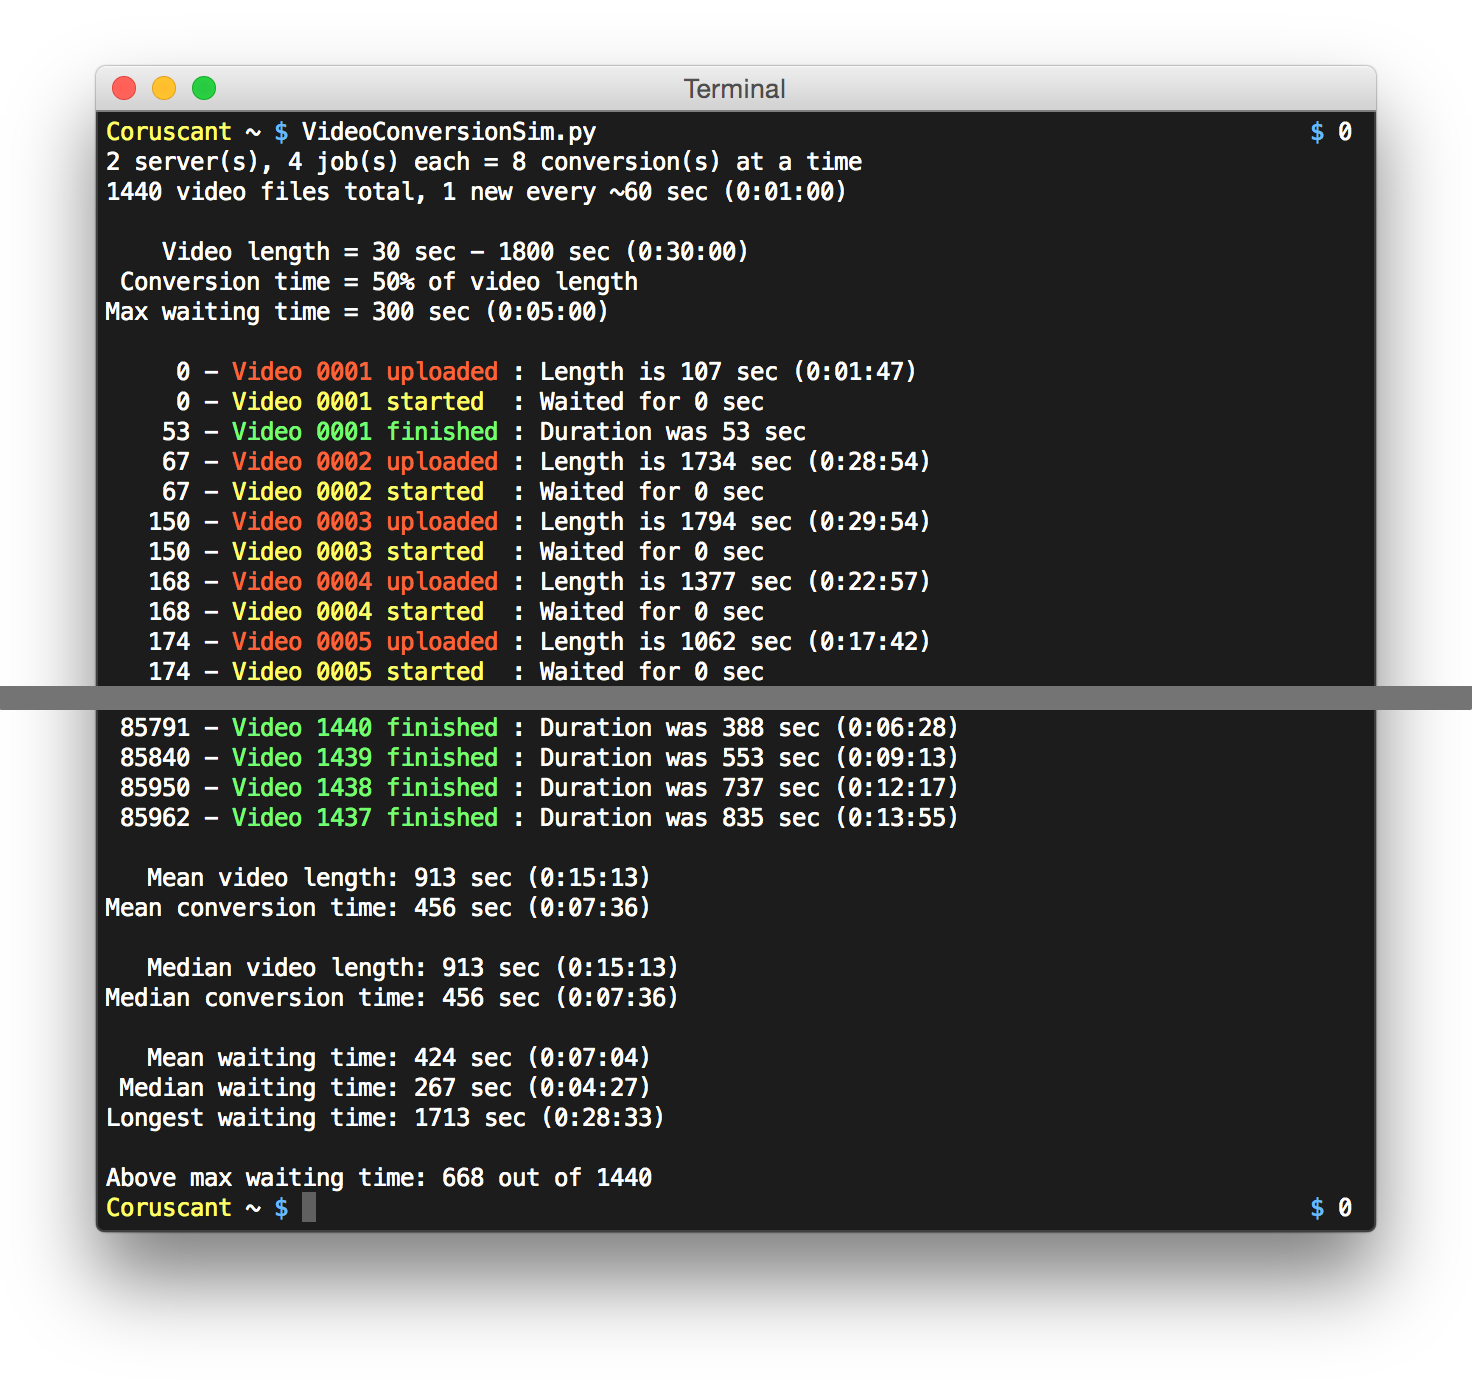 Terminal
Coruscant ~ $ VideoConversionSim.py $ 0
2 server(s), 4 job(s) each = 8 conversion(s) at a time
1440 video files total, 1 new every ~60 sec (0:01:00)
Video length = 30 sec - 1800 sec (0:30:00)
Conversion time = 50% of video length
Max waiting time = 300 sec (0:05:00)
0 - Video 0001 uploaded : Length is 107 sec (0:01:47)
0 - Video 0001 started : Waited for 0 sec
53 - Video 0001 finished : Duration was 53 sec
67 - Video 0002 uploaded : Length is 1734 sec (0:28:54)
67 - Video 0002 started : Waited for 0 sec
150 - Video 0003 uploaded : Length is 1794 sec (0:29:54)
150 - Video 0003 started : Waited for 0 sec
168 - Video 0004 uploaded : Length is 1377 sec (0:22:57)
168 - Video 0004 started : Waited for 0 sec
174 - Video 0005 uploaded : Length is 1062 sec (0:17:42)
174 - Video 0005 started : Waited for 0 sec
85791 - Video 1440 finished : Duration was 388 sec (0:06:28)
85840 - Video 1439 finished : Duration was 553 sec (0:09:13)
85950 - Video 1438 finished : Duration was 737 sec (0:12:17)
85962 - Video 1437 finished : Duration was 835 sec (0:13:55)
Mean video length: 913 sec (0:15:13)
Mean conversion time: 456 sec (0:07:36)
Median video length: 913 sec (0:15:13)
Median conversion time: 456 sec (0:07:36)
Mean waiting time: 424 sec (0:07:04)
Median waiting time: 267 sec (0:04:27)
Longest waiting time: 1713 sec (0:28:33)
Above max waiting time: 668 out of 1440
Coruscant ~ $ $ 0